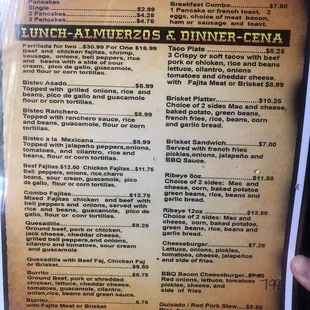 Pancakes
Single.......$2.99
2 Pancakes.......$4.25
3 Pancakes.......$4.75
Breakfast Combo.......$7.50
1 Pancake or french toast, 2
eggs, choice of meat bacon,
ham or sausage and toast.
LUNCH-ALMUERZOS & DINNER-CENA
Parrilada for two ..$30.99 For One $16.99
Beef and chicken fajitas, shrimp,
sausage, onions, bell peppers, rice
and beans with a side of sour
cream, pico de gallo, guacamole,
and flour or corn tortillas.
Bistec Asado.......$8.99
Topped with grilled onions, rice and
beans, pico de gallo and guacamole
flour or corn tortillas.
Bistec Ranchero.......$8.99
Topped with ranchero sauce, rice
and beans, guacamole, flour or corn
tortillas.
Bistec a la Mexicana.......$8.99
Topped with jalapeño peppers,onions,
tomatoes, and cilantro, rice and
beans, flour or corn tortillas.
Beef Fajitas $12.50 Chicken Fajitas...$11.75
Bell peppers, onions, rice,charro
beans, sour cream, guacamole, pico
de gallo, corn or flour tortillas.
Combo Fajitas.......$13.75
Mixed Fajitas chicken and beef with
bell peppers and onions, served with
rice and beans, guacamole, pico de
gallo, flour or corn tortillas.
Quesadilla.......$8.25
Ground beef, pork or chicken,
jack cheese, cheddar cheese,
grilled bell peppers and onions,
cilantro and tomatoes, sour cream
and guacamole
Quesadilla with Beef Faj, Chicken Faj
or Brisket.......$9.50
Burrito.......$5.75
Ground Beef, pork or shredded
chicken, lettuce, cheddar cheese,
tomatoes, guacamole, cilantro,
onion,rice, beans and green sauce.
Burrito.......6.75
with Fajita Meat or Brisket
Taco Plate.......$8.25
3 Crispy or soft tacos with beef
pork or chicken, rice and beans
lettuce, cilantro, onions
tomatoes and cheddar cheese.
with Fajita Meat or Brisket $8.99
Brisket Platter.......$10.25
Choice of 2 sides: Mac and cheese,
baked potato, green beans,
french fries, rice, beans, corn and
garlic bread.
Brisket Sandwich.......$7.00
Served with french fries
pickles,onions, jalapeño and
BBQ Sauce.
Ribeye 8oz.......$11.50
Choice of 2 sides: Mac and
cheese, corn, baked potatoes
green beans, rice, beans and
garlic bread.
Ribeye 12oz.......$13.50
Choice of 2 sides: Mac and
cheese, corn, baked potato
green beans, rice, beans and
garlic bread
Cheeseburger.......$7.25
Lettuce, onions, pickles,
tomatoes, cheese, jalapeños
and side of fries.
BBQ Bacon Cheeseburger.
Red onions, lettuce,
tomatoes, pickles, and
side of fries
7.99
Guisado / Red Pork Stew.......$8.50